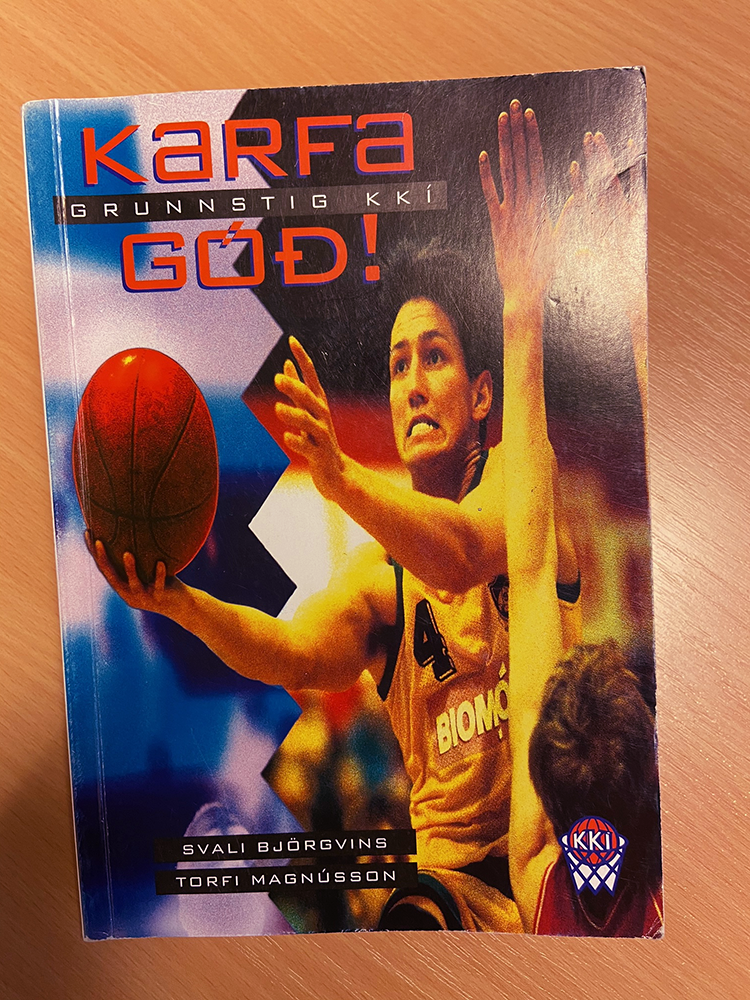 KARFA
GRUNNSTIG KKÍ
GÓÐ!
4
BIOMÓ
SVALI BJÖRGVINS
TORFI MAGNÚSSON
KKÍ